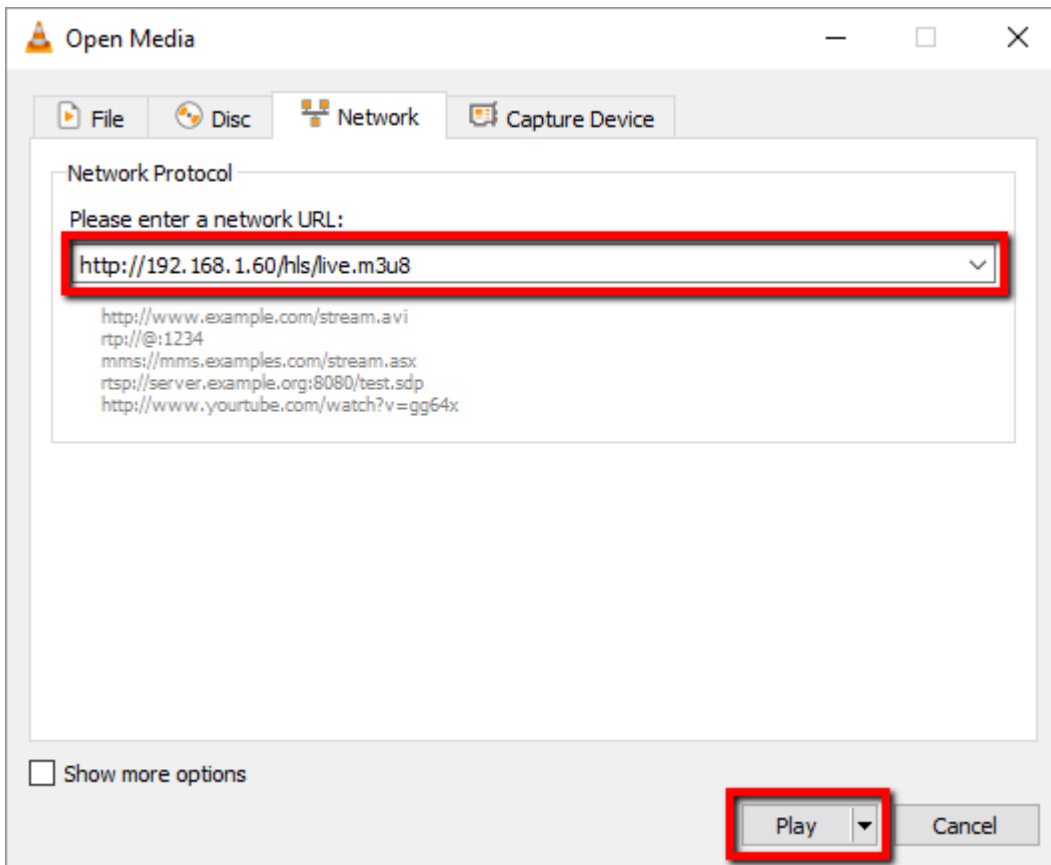 Open Media
File Disc Network Capture Device
Network Protocol
Please enter a network URL:
http://192.168.1.60/hls/live.m3u8
http://www.example.com/stream.avi
rtp://@:1234
mms://mms.examples.com/stream.asx
rtsp://server.example.org:8080/test.sdp
http://www.yourtube.com/watch?v=gg64x
Show more options
Play Cancel